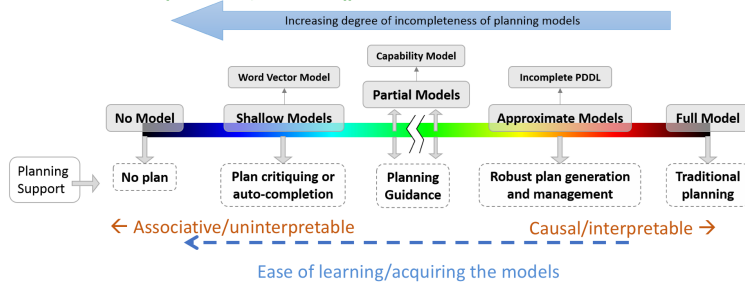 Increasing degree of incompleteness of planning models
Capability Model
Word Vector Model
Incomplete PDDL
Partial Models
No Model
Shallow Models
Approximate Models
Full Model
Planning
Support
No plan
Plan critiquing or
auto-completion
Planning
Guidance
Robust plan generation
and management
Traditional
planning
← Associative/uninterpretable
Causal/interpretable →
Ease of learning/acquiring the models